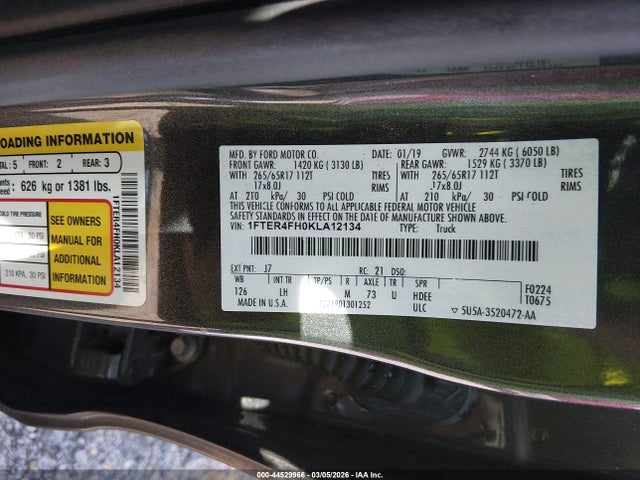 LOADING INFORMATION
TAL: 5 FRONT: 2 REAR: 3
626 kg or 1381 lbs.
COLD TIRE PRESSURE
SEE OWNERS
MANUAL FOR
ADDITIONAL
INFORMATION
210 KPA, 30 PSI
1FTER4FH0KLA12134
MFD. BY FORD MOTOR CO.
DATE: 01/19 GVWR: 2744 KG ( 6050 LB)
FRONT GAWR: 1420 KG ( 3130 LB) REAR GAWR: 1529 KG ( 3370 LB)
WITH 265/65R17 112T WITH 265/65R17 112T
17x8.0J 17x8.0J
AT 210 kPa/ 30 PSI COLD AT 210 kPa/ 30 PSI COLD
THIS VEHICLE CONFORMS TO ALL APPLICABLE FEDERAL MOTOR VEHICLE
SAFETY STANDARDS IN EFFECT ON THE DATE OF MANUFACTURE SHOWN ABOVE.
VIN: 1FTER4FH0KLA12134 TYPE: Truck
EXT PNT: J7 RC: 21 DSO:
WB INT TR TP/PS R AXLE TR SPR
126 LH M 73 U HDEE
MADE IN U.S.A. ULC
F0224
T0675
5U5A-3520472-AA
000-44529966 - 03/05/2026 - IAA Inc.